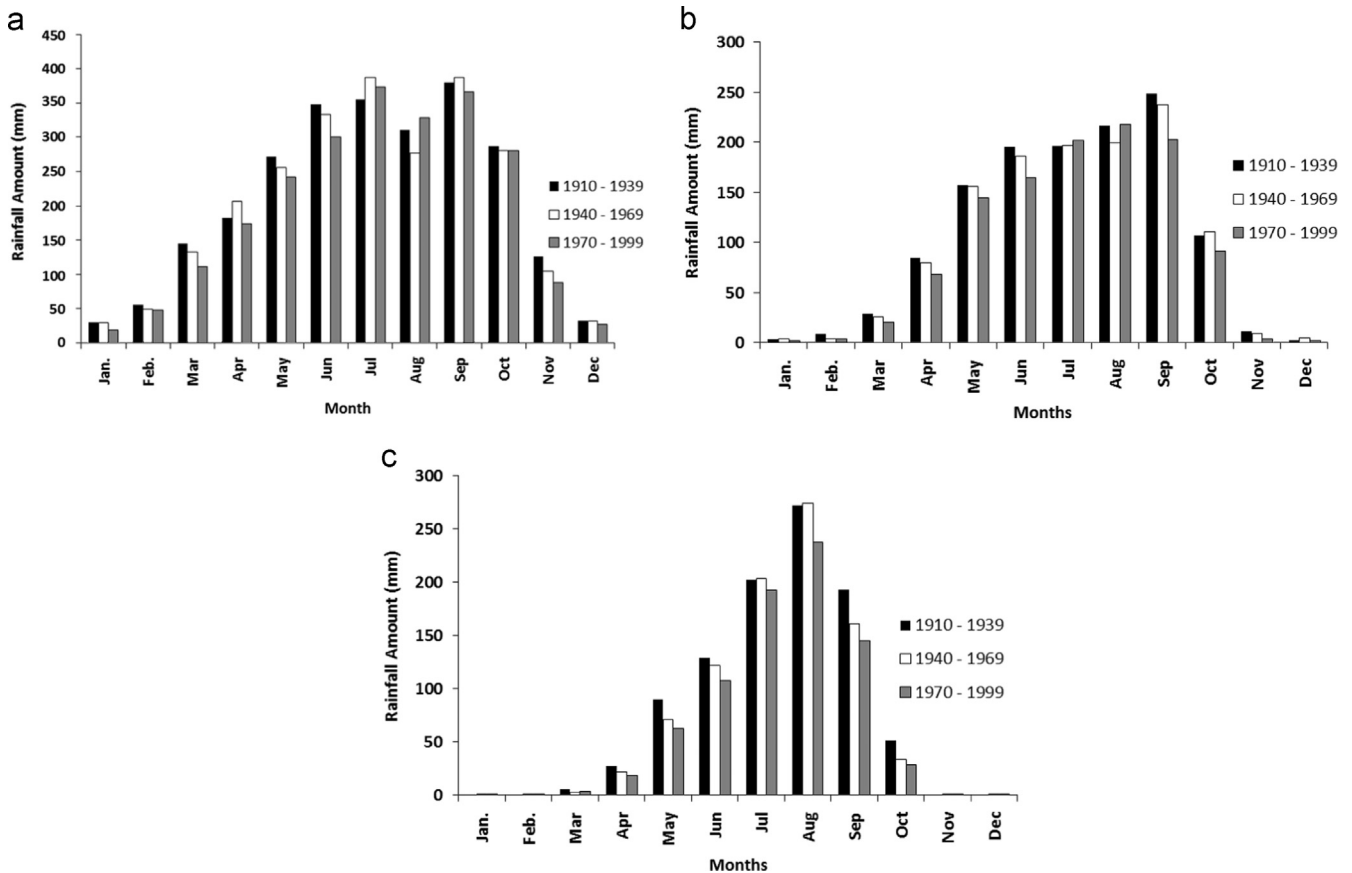 a
450
400
350
300
250
200
150
100
50
0
Rainfall Amount (mm)
Jan. Feb. Mar Apr May Jun Jul Aug Sep Oct Nov Dec
Month
1910 - 1939
1940 - 1969
1970 - 1999
b
300
250
200
150
100
50
0
Rainfall Amount (mm)
Jan. Feb. Mar Apr May Jun Jul Aug Sep Oct Nov Dec
Months
1910 - 1939
1940 - 1969
1970 - 1999
c
300
250
200
150
100
50
0
Rainfall Amount (mm)
Jan. Feb. Mar Apr May Jun Jul Aug Sep Oct Nov Dec
Months
1910 - 1939
1940 - 1969
1970 - 1999